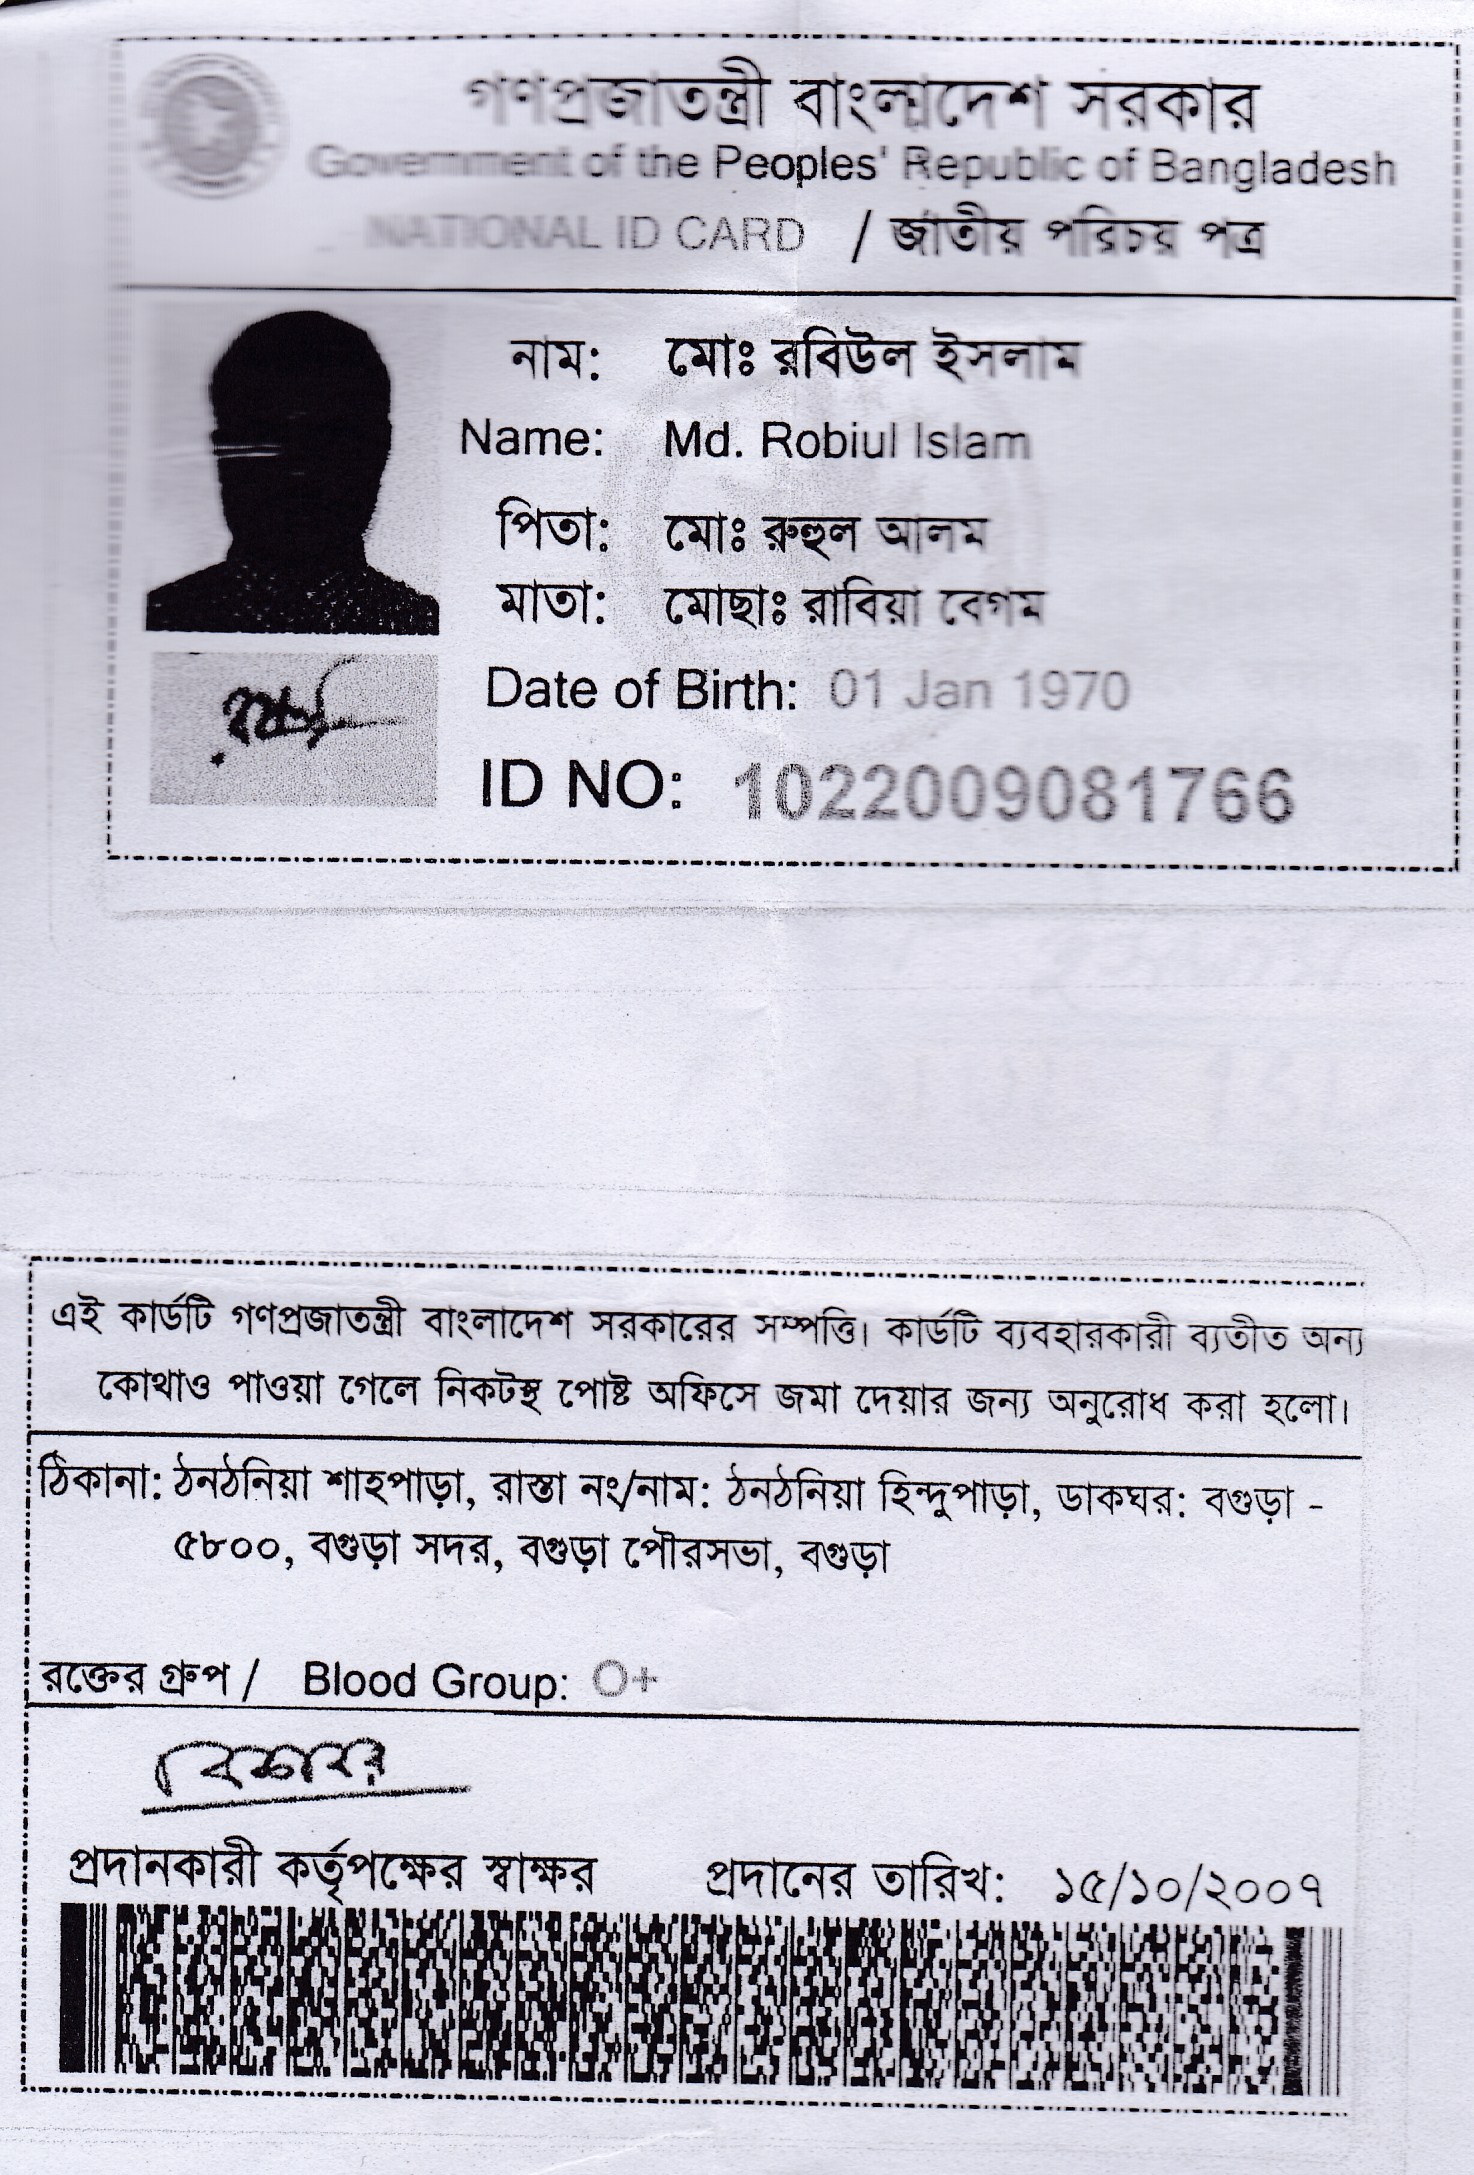 গণপ্রজাতন্ত্রী বাংলাদেশ সরকার
Government of the Peoples' Republic of Bangladesh
NATIONAL ID CARD / জাতীয় পরিচয় পত্র
নাম: মোঃ রবিউল ইসলাম
Name: Md. Robiul Islam
পিতা: মোঃ রুহুল আলম
মাতা: মোছাঃ রাবিয়া বেগম
Date of Birth: 01 Jan 1970
ID NO: 1022009081766
এই কার্ডটি গণপ্রজাতন্ত্রী বাংলাদেশ সরকারের সম্পত্তি। কার্ডটি ব্যবহারকারী ব্যতীত অন্য
কোথাও পাওয়া গেলে নিকটস্থ পোষ্ট অফিসে জমা দেয়ার জন্য অনুরোধ করা হলো।
ঠিকানা: ঠনঠনিয়া শাহপাড়া, রাস্তা নং/নাম: ঠনঠনিয়া হিন্দুপাড়া, ডাকঘর: বগুড়া -
৫৮০০, বগুড়া সদর, বগুড়া পৌরসভা, বগুড়া
রক্তের গ্রুপ / Blood Group: O+
প্রদানকারী কর্তৃপক্ষের স্বাক্ষর প্রদানের তারিখ: ১৫/১০/২০০৭